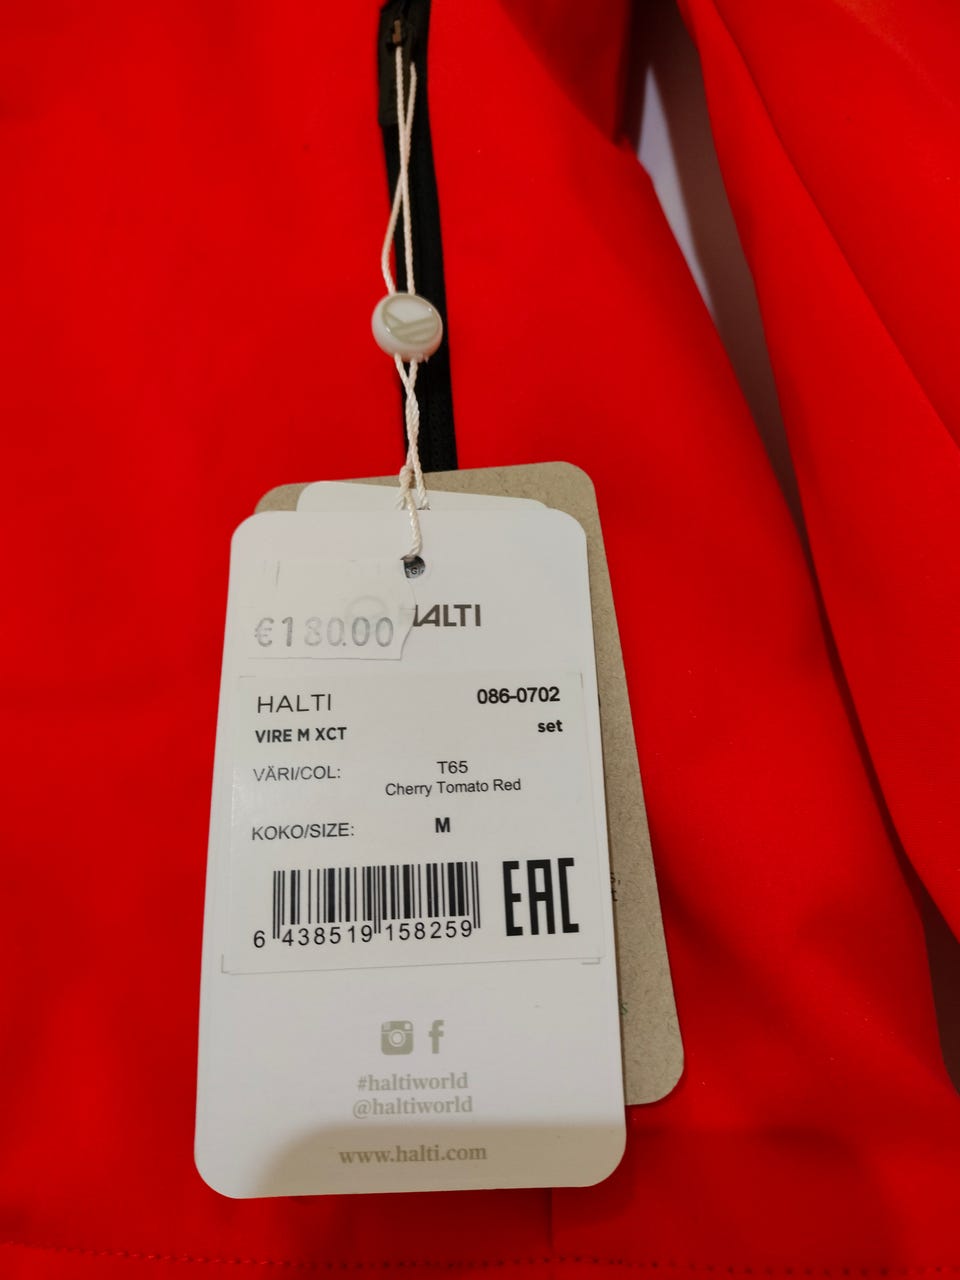 €180.00
HALTI
HALTI 086-0702
VIRE M XCT set
VÄRI/COL: T65
Cherry Tomato Red
KOKO/SIZE: M
EAC
6 438519 158259
#haltiworld
@haltiworld
www.halti.com